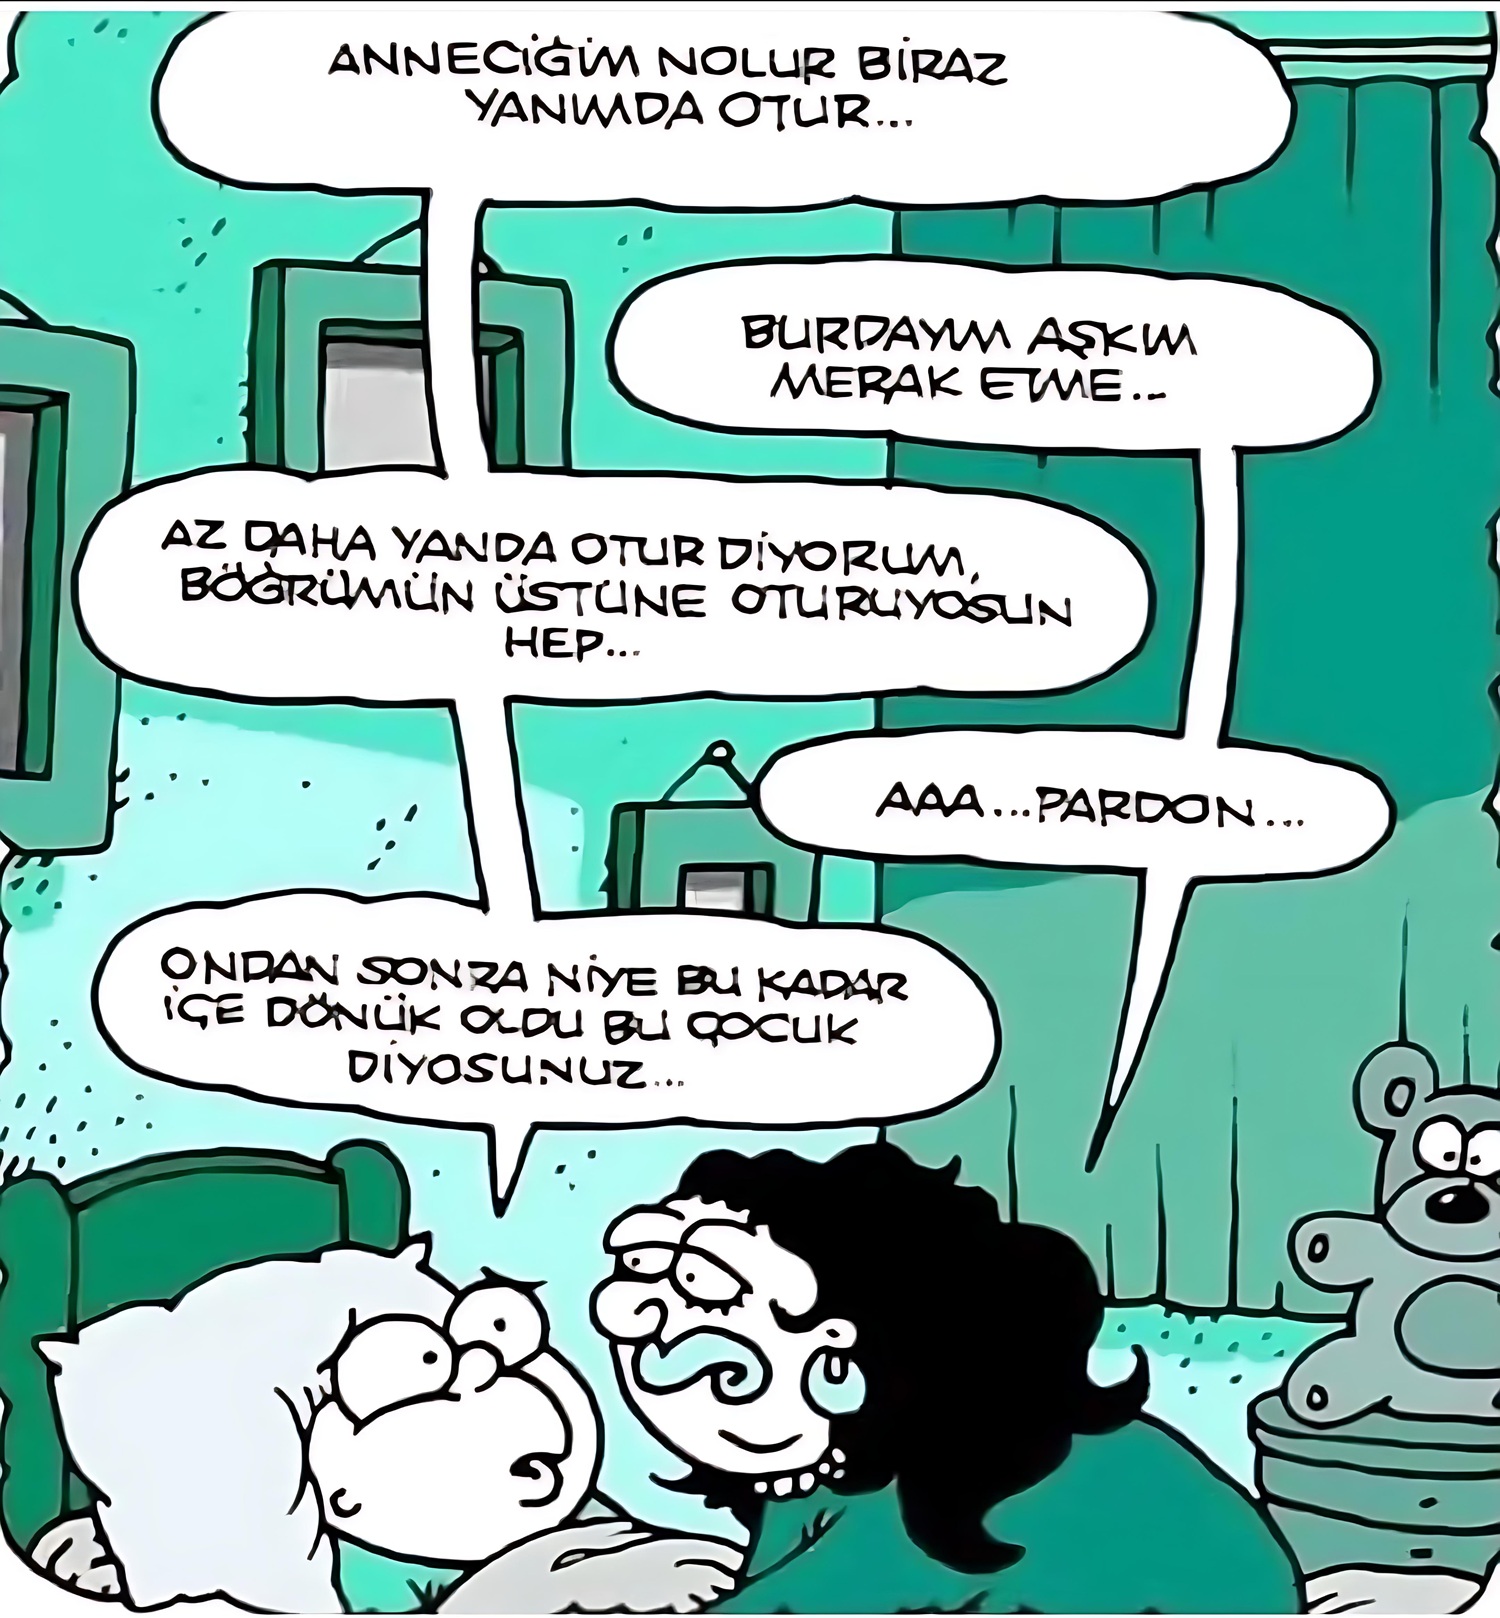 ANNECİĞİM NOLUR BİRAZ
YANIMDA OTUR...
BURDAYIM AŞKIM
MERAK ETME...
AZ DAHA YANDA OTUR DİYORUM,
BÖĞRÜMÜN ÜSTÜNE OTURUYOSUN
HEP...
AAA...PARDON...
ONDAN SONRA NİYE BU KADAR
İÇE DÖNÜK OLDU BU ÇOCUK
DİYOSUNUZ...